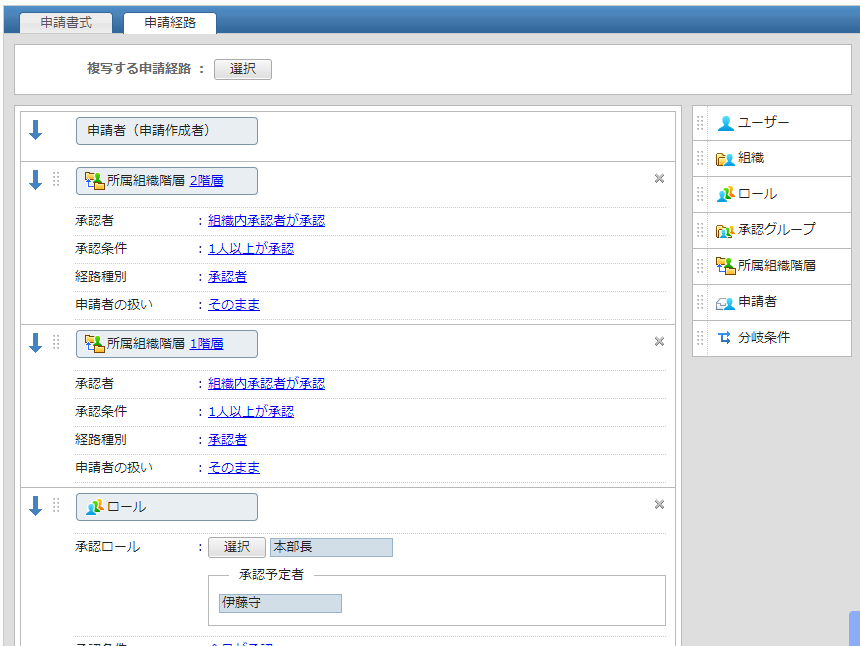 申請書式 申請経路
複写する申請経路 ： 選択
申請者（申請作成者）
所属組織階層 2階層
承認者 : 組織内承認者が承認
承認条件 : 1人以上が承認
経路種別 : 承認者
申請者の扱い : そのまま
所属組織階層 1階層
承認者 : 組織内承認者が承認
承認条件 : 1人以上が承認
経路種別 : 承認者
申請者の扱い : そのまま
ロール
承認ロール : 選択 本部長
承認予定者
伊藤守
ユーザー
組織
ロール
承認グループ
所属組織階層
申請者
分岐条件